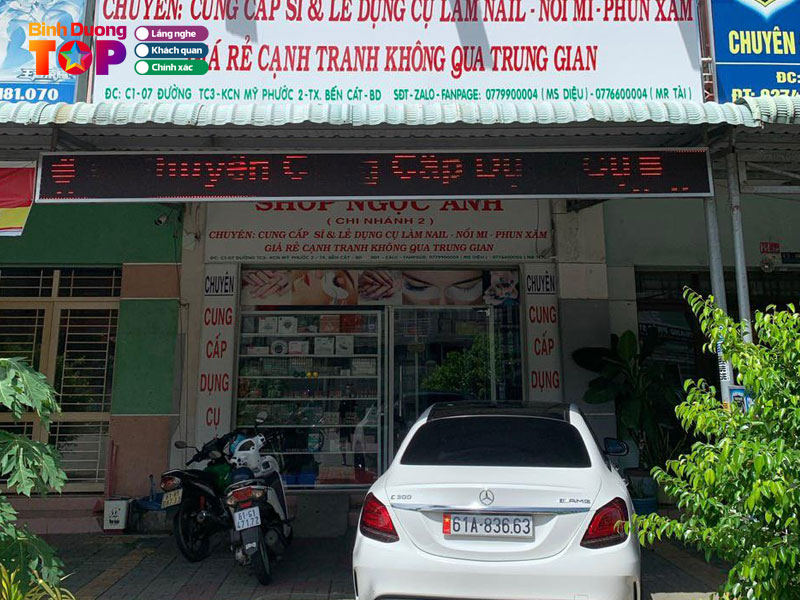 Bình Dương
TOP
Lắng nghe
Khách quan
Chính xác
CHUYÊN: CUNG CẤP SỈ & LẺ DỤNG CỤ LÀM NAIL - NỐI MI - PHUN XĂM
GIÁ RẺ CẠNH TRANH KHÔNG QUA TRUNG GIAN
ĐC: C1-07 ĐƯỜNG TC3-KCN MỸ PHƯỚC 2-TX. BẾN CÁT-BD SĐT-ZALO-FANPAGE: 0779900004 ( MS DIỆU ) - 0776600004 ( MR TÀI )
CHUYÊN
ĐC:
181.070
SHOP NGỌC ANH
( CHI NHÁNH 2 )
CHUYÊN: CUNG CẤP SỈ & LẺ DỤNG CỤ LÀM NAIL - NỐI MI - PHUN XĂM
GIÁ RẺ CẠNH TRANH KHÔNG QUA TRUNG GIAN
CHUYÊN
CUNG
CẤP
DỤNG
CỤ
CHUYÊN
CUNG
CẤP
DỤNG
C 300
E AMG
61A-836.63
61-G1
471.77